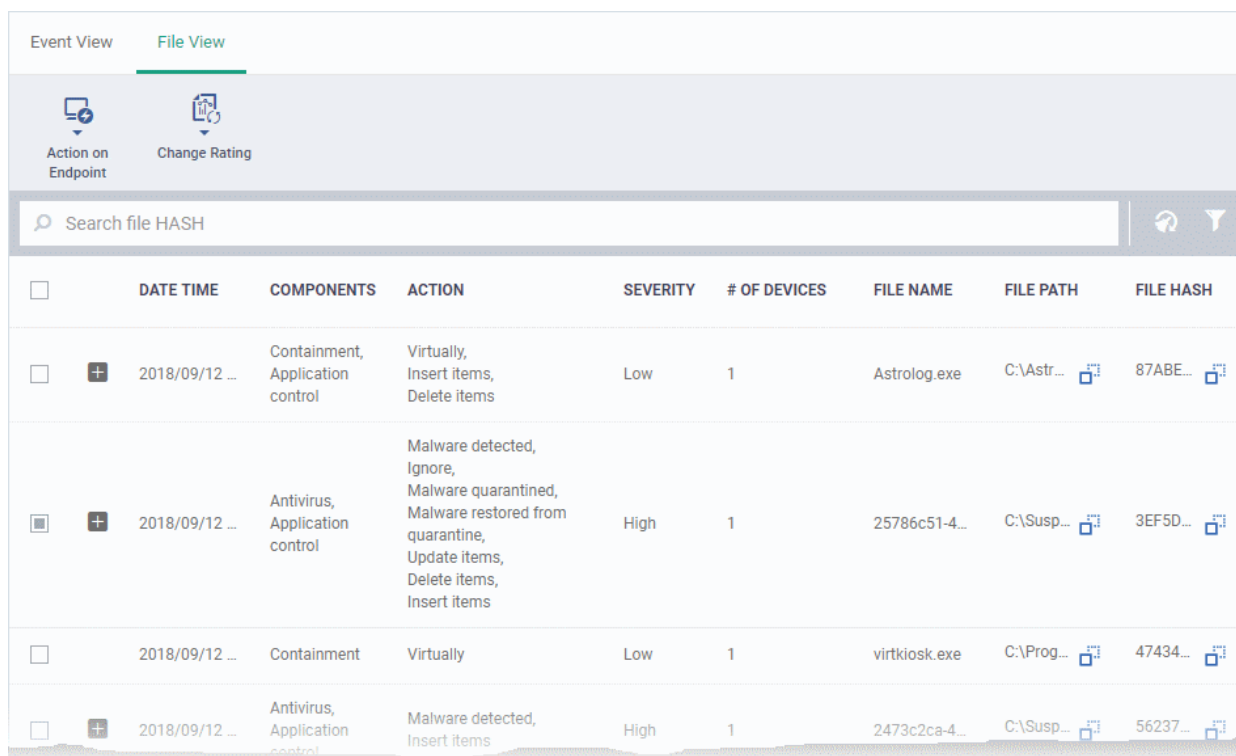 Event View
File View
Action on
Endpoint
Change Rating
Search file HASH
DATE TIME COMPONENTS ACTION SEVERITY # OF DEVICES FILE NAME FILE PATH FILE HASH
Containment,
Application
control
Virtually,
Insert items,
Delete items
2018/09/12 ... Low 1 Astrolog.exe C:\Astr... 87ABE...
Antivirus,
Application
control
Malware detected,
Ignore,
Malware quarantined,
Malware restored from
quarantine,
Update items,
Delete items,
Insert items
2018/09/12 ... High 1 25786c51-4... C:\Susp... 3EF5D...
2018/09/12 ... Containment Virtually Low 1 virtkiosk.exe C:\Prog... 47434...
Antivirus,
Application
control
Malware detected,
Insert items
2018/09/12 ... High 1 2473c2ca-4... C:\Susp... 56237...